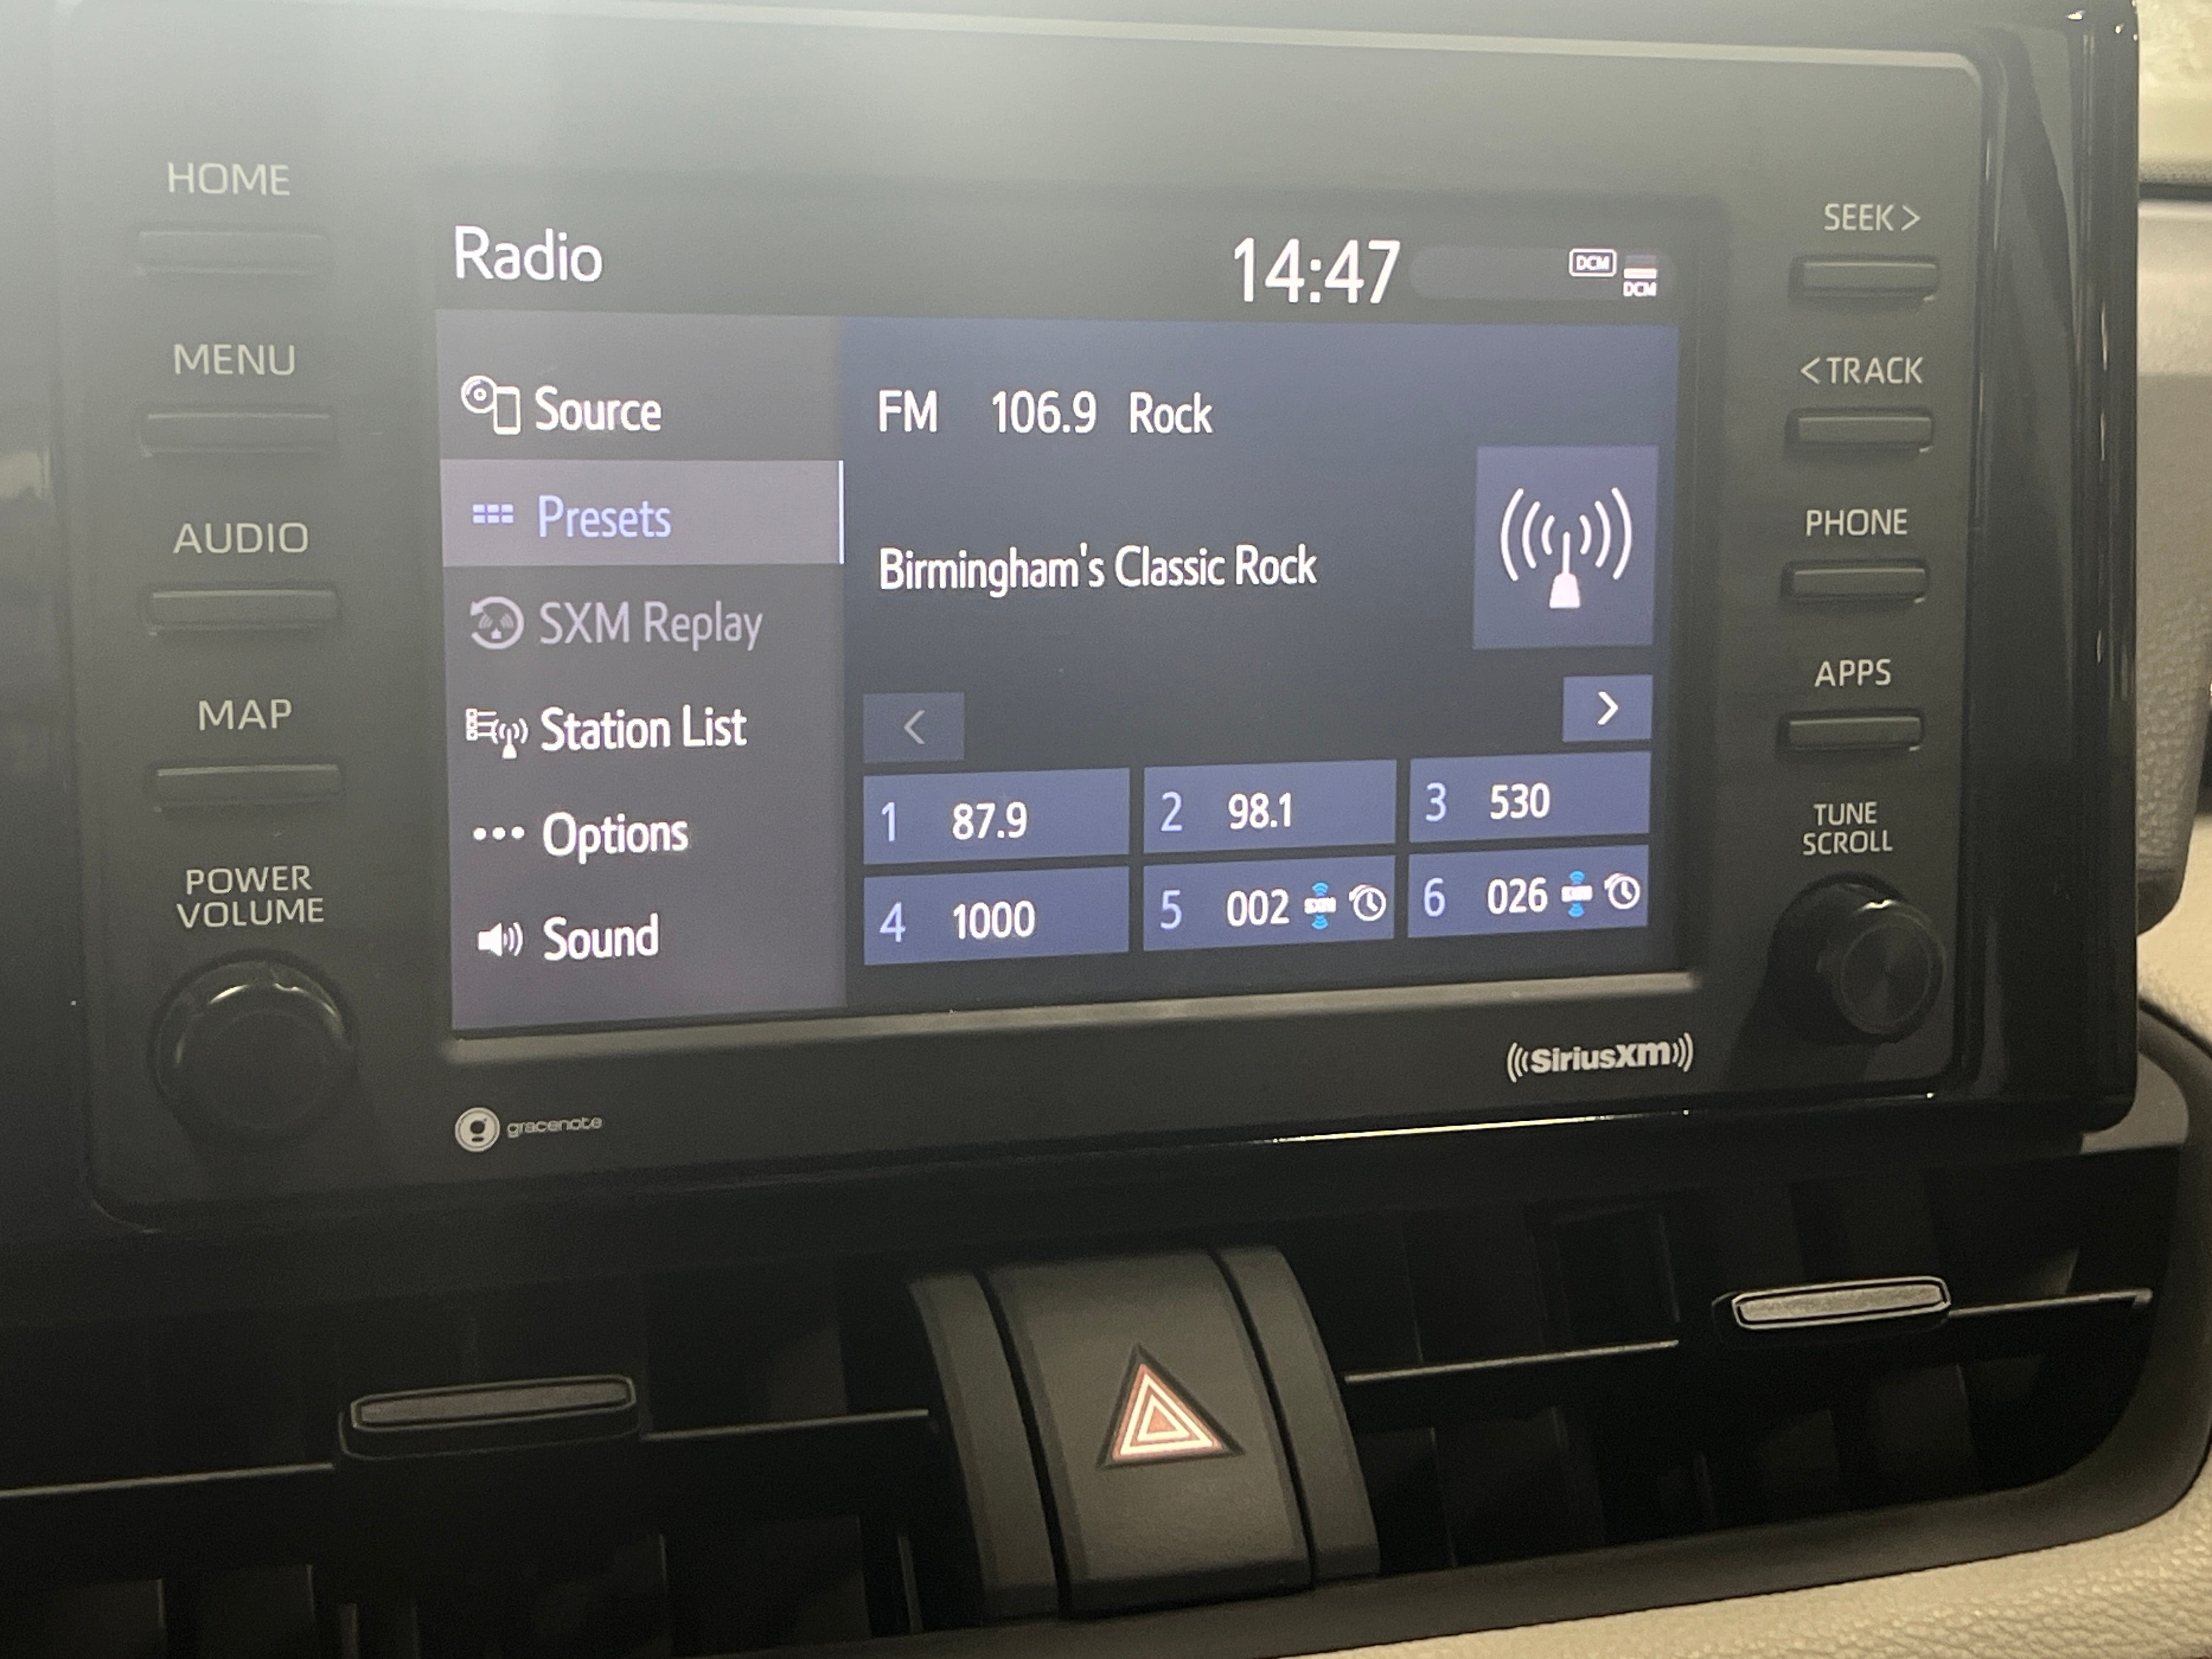 HOME
MENU
AUDIO
MAP
POWER
VOLUME
Radio
14:47
DCM
DCM
Source
Presets
SXM Replay
Station List
Options
Sound
FM 106.9 Rock
Birmingham's Classic Rock
<
>
1 87.9
2 98.1
3 530
4 1000
5 002 SXM
6 026 SXM
SEEK >
< TRACK
PHONE
APPS
TUNE
SCROLL
gracenote
SiriusXM